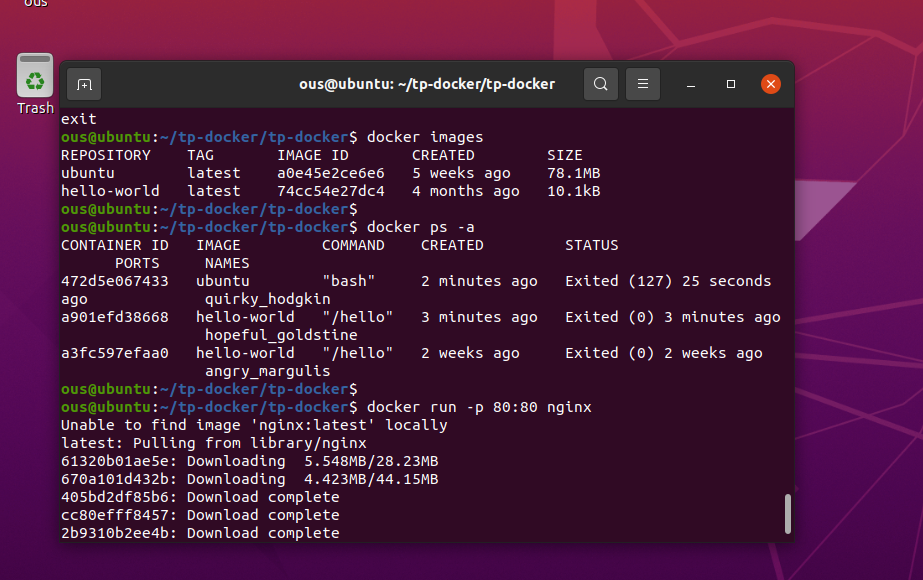 ous
Trash
ous@ubuntu: ~/tp-docker/tp-docker
exit
ous@ubuntu:~/tp-docker/tp-docker$ docker images
REPOSITORY    TAG       IMAGE ID       CREATED        SIZE
ubuntu        latest    a0e45e2ce6e6   5 weeks ago    78.1MB
hello-world   latest    74cc54e27dc4   4 months ago   10.1kB
ous@ubuntu:~/tp-docker/tp-docker$
ous@ubuntu:~/tp-docker/tp-docker$ docker ps -a
CONTAINER ID   IMAGE         COMMAND    CREATED         STATUS
      PORTS     NAMES
472d5e067433   ubuntu        "bash"     2 minutes ago   Exited (127) 25 seconds
ago             quirky_hodgkin
a901efd38668   hello-world   "/hello"   3 minutes ago   Exited (0) 3 minutes ago
                hopeful_goldstine
a3fc597efaa0   hello-world   "/hello"   2 weeks ago     Exited (0) 2 weeks ago
                angry_margulis
ous@ubuntu:~/tp-docker/tp-docker$
ous@ubuntu:~/tp-docker/tp-docker$ docker run -p 80:80 nginx
Unable to find image 'nginx:latest' locally
latest: Pulling from library/nginx
61320b01ae5e: Downloading  5.548MB/28.23MB
670a101d432b: Downloading  4.423MB/44.15MB
405bd2df85b6: Download complete
cc80efff8457: Download complete
2b9310b2ee4b: Download complete